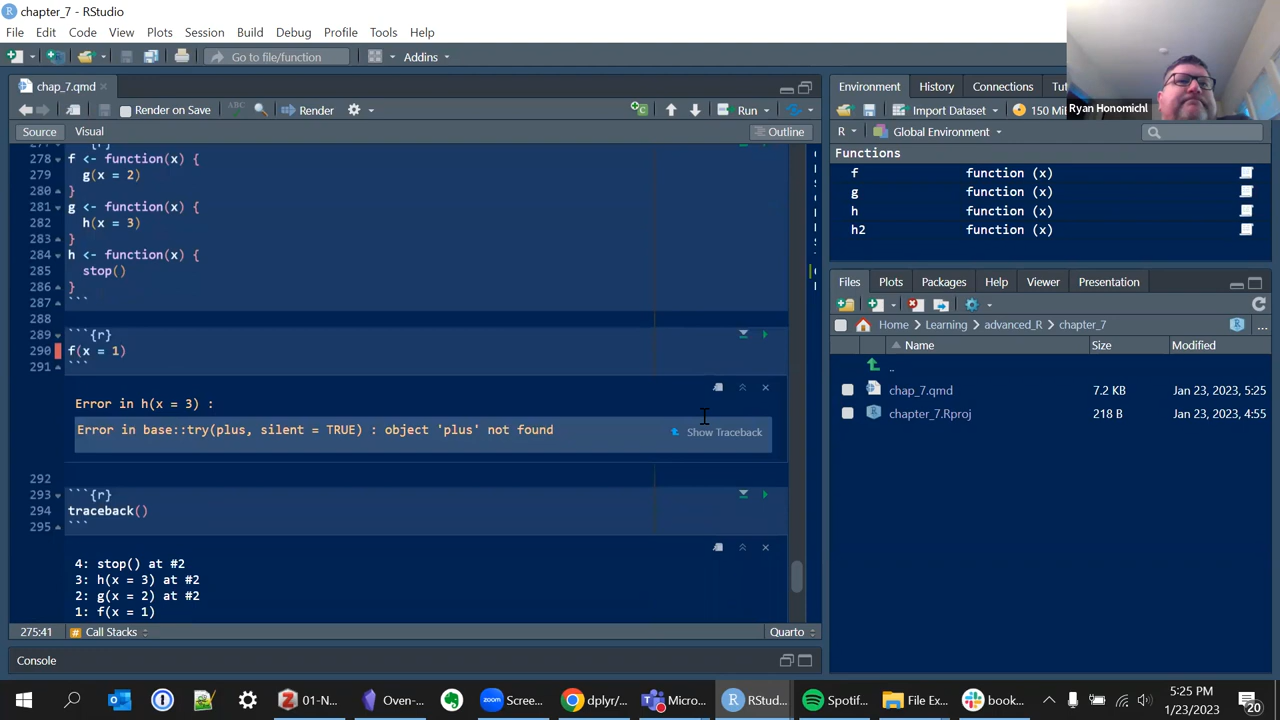 chapter_7 - RStudio
File Edit Code View Plots Session Build Debug Profile Tools Help
Go to file/function
Addins
chap_7.qmd
Render on Save
ABC
Render
Run
Source Visual
Outline
{r}
278 f <- function(x) {
279 g(x = 2)
280 }
281 g <- function(x) {
282 h(x = 3)
283 }
284 h <- function(x) {
285 stop()
286 }
287 ```
288
289 ```{r}
290 f(x = 1)
291 ```
Error in h(x = 3) :
Error in base::try(plus, silent = TRUE) : object 'plus' not found
Show Traceback
292
293 ```{r}
294 traceback()
295 ```
4: stop() at #2
3: h(x = 3) at #2
2: g(x = 2) at #2
1: f(x = 1)
275:41 # Call Stacks
Quarto
Console
Environment History Connections
Import Dataset 150
R Global Environment
Functions
f function (x)
g function (x)
h function (x)
h2 function (x)
Files Plots Packages Help Viewer Presentation
Home Learning advanced_R chapter_7
Name Size Modified
..
chap_7.qmd 7.2 KB Jan 23, 2023, 5:25
chapter_7.Rproj 218 B Jan 23, 2023, 4:55
Ryan Honomichl
01-N...
Oven-...
zoom Scree...
dplyr/...
Micro...
RStudi...
Spotif...
File Ex...
book...
5:25 PM
1/23/2023
20